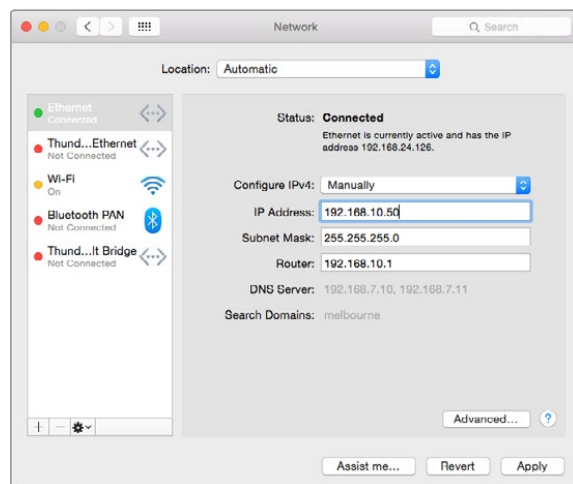 Network
Search
Location: Automatic
Ethernet
Connected
Thund...Ethernet
Not Connected
Wi-Fi
On
Bluetooth PAN
Not Connected
Thund...lt Bridge
Not Connected
Status: Connected
Ethernet is currently active and has the IP
address 192.168.24.126.
Configure IPv4: Manually
IP Address: 192.168.10.50
Subnet Mask: 255.255.255.0
Router: 192.168.10.1
DNS Server: 192.168.7.10, 192.168.7.11
Search Domains: melbourne
Advanced... ?
Assist me... Revert Apply